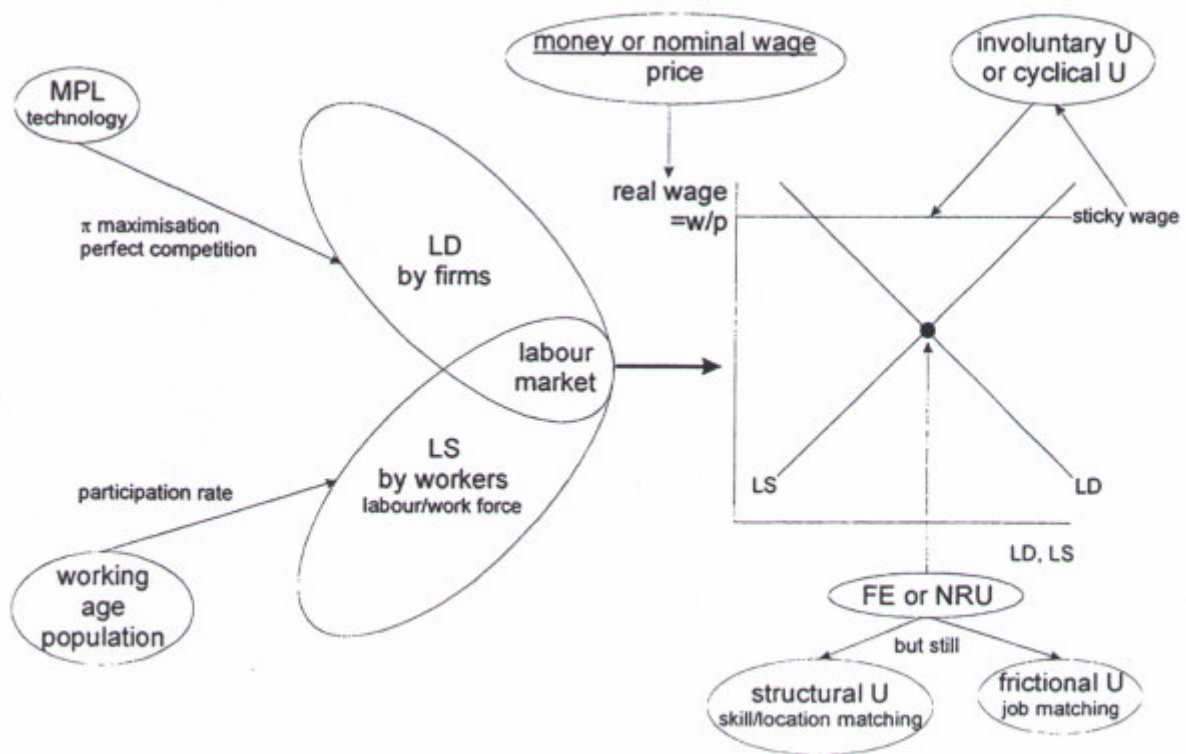 money or nominal wage
price
involuntary U
or cyclical U
MPL
technology
real wage
=w/p
sticky wage
π maximisation
perfect competition
LD
by firms
labour
market
LS
by workers
labour/work force
participation rate
LS
LD
LD, LS
working
age
population
FE or NRU
but still
structural U
skill/location matching
frictional U
job matching